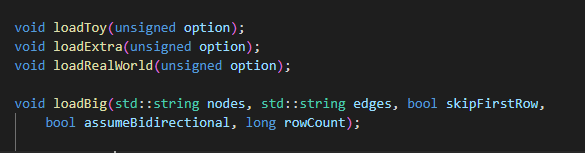 void loadToy(unsigned option);
void loadExtra(unsigned option);
void loadRealWorld(unsigned option);
void loadBig(std::string nodes, std::string edges, bool skipFirstRow,
bool assumeBidirectional, long rowCount);